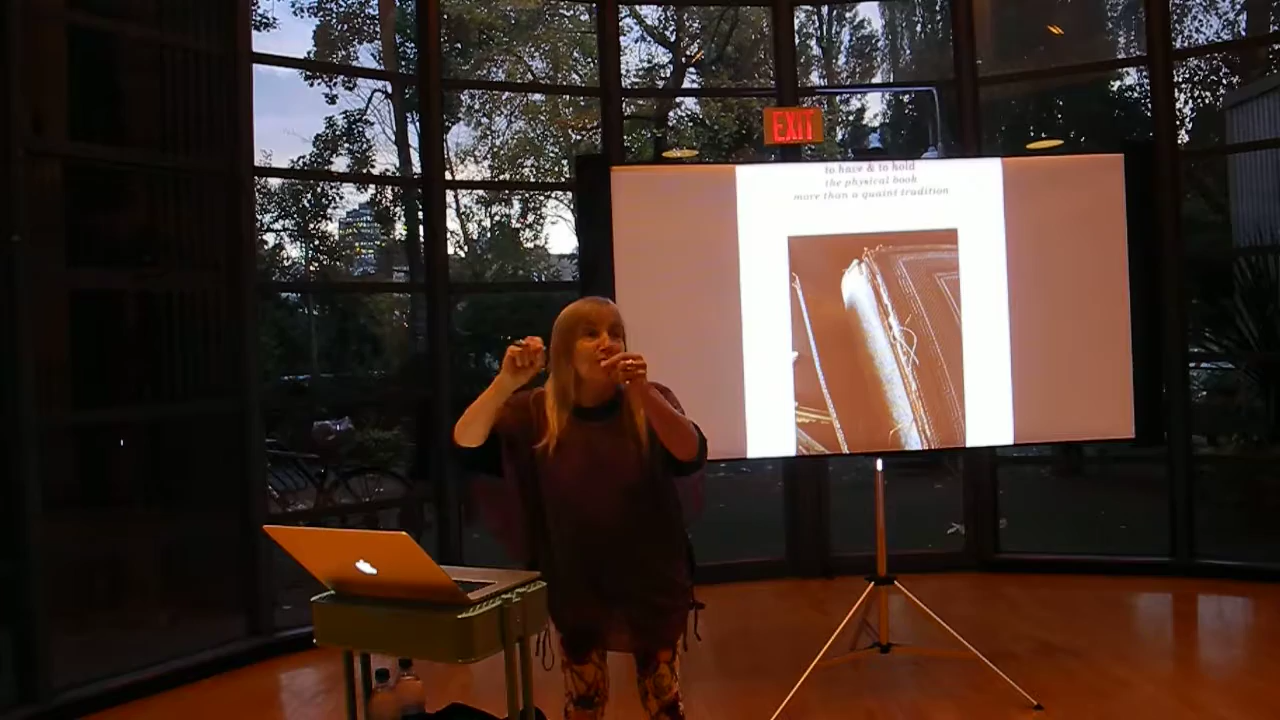 EXIT
to have & to hold
the physical book
more than a quaint tradition